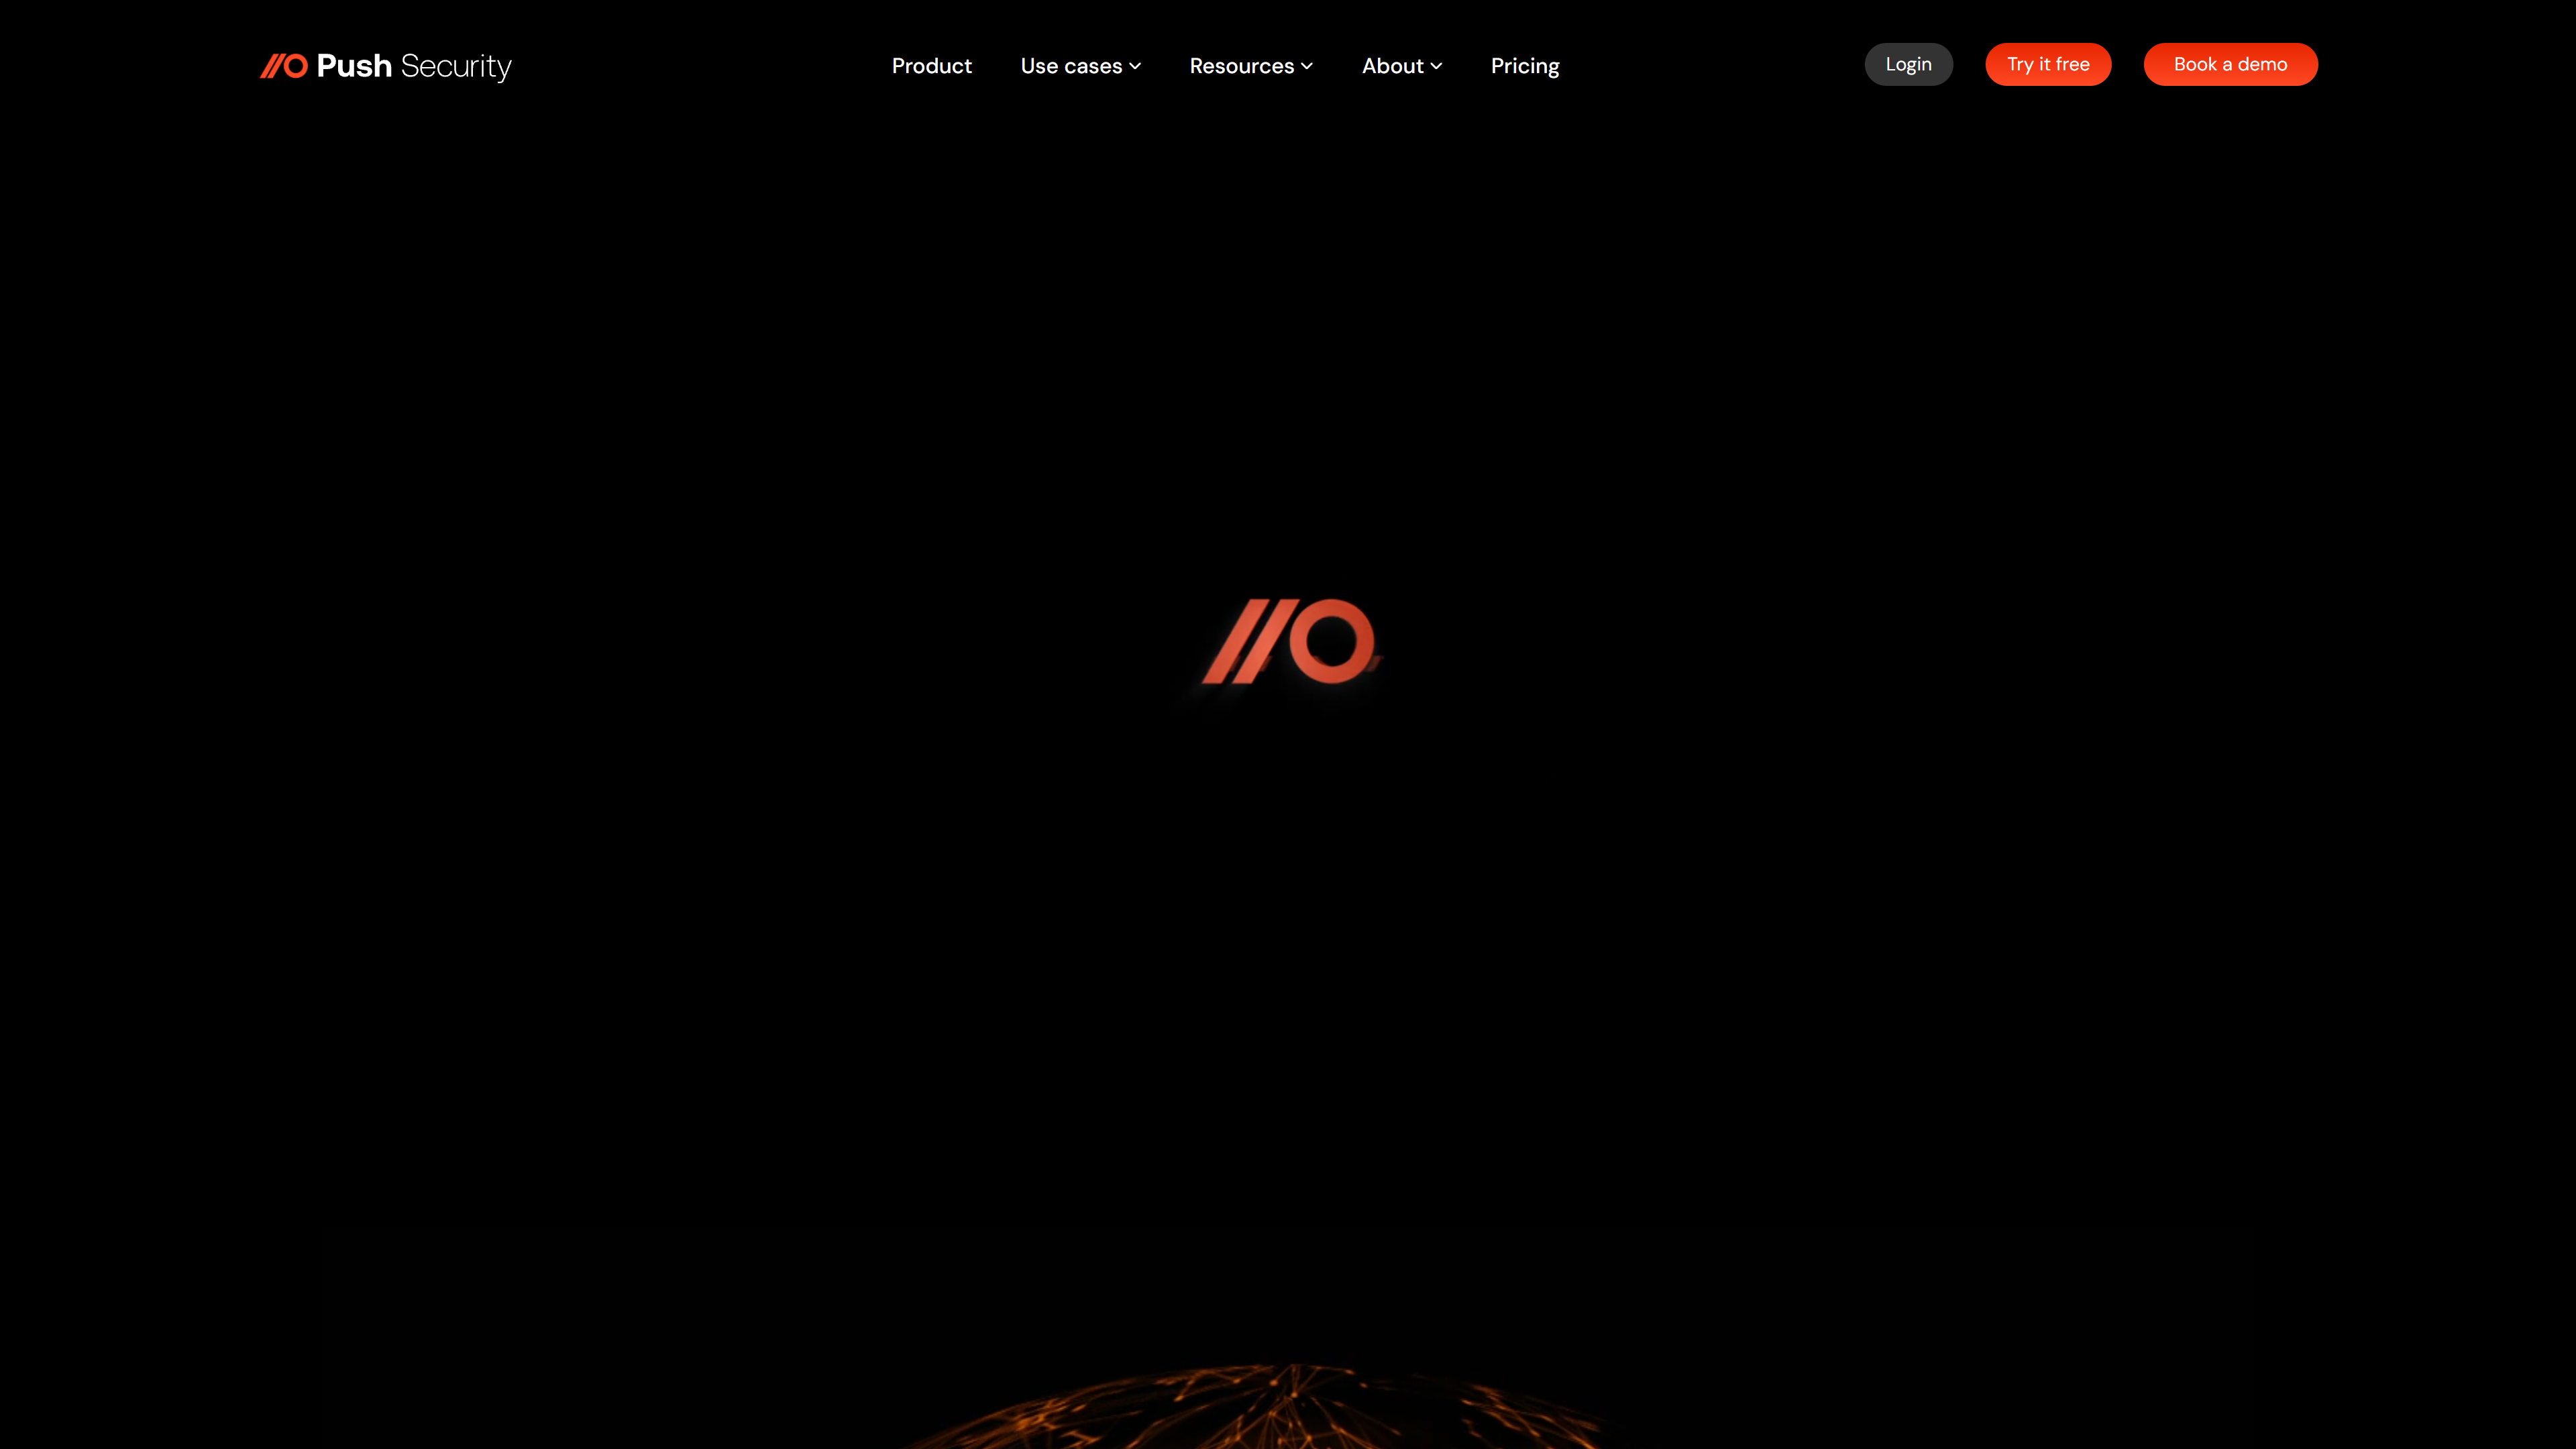 Push Security
Product
Use cases
Resources
About
Pricing
Login
Try it free
Book a demo